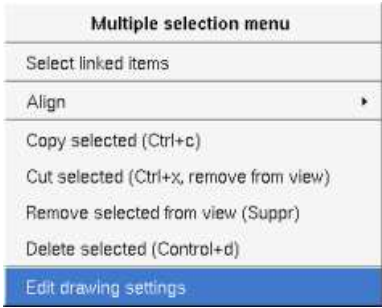 Multiple selection menu
Select linked items
Align
Copy selected (Ctrl+c)
Cut selected (Ctrl+x, remove from view)
Remove selected from view (Suppr)
Delete selected (Control+d)
Edit drawing settings